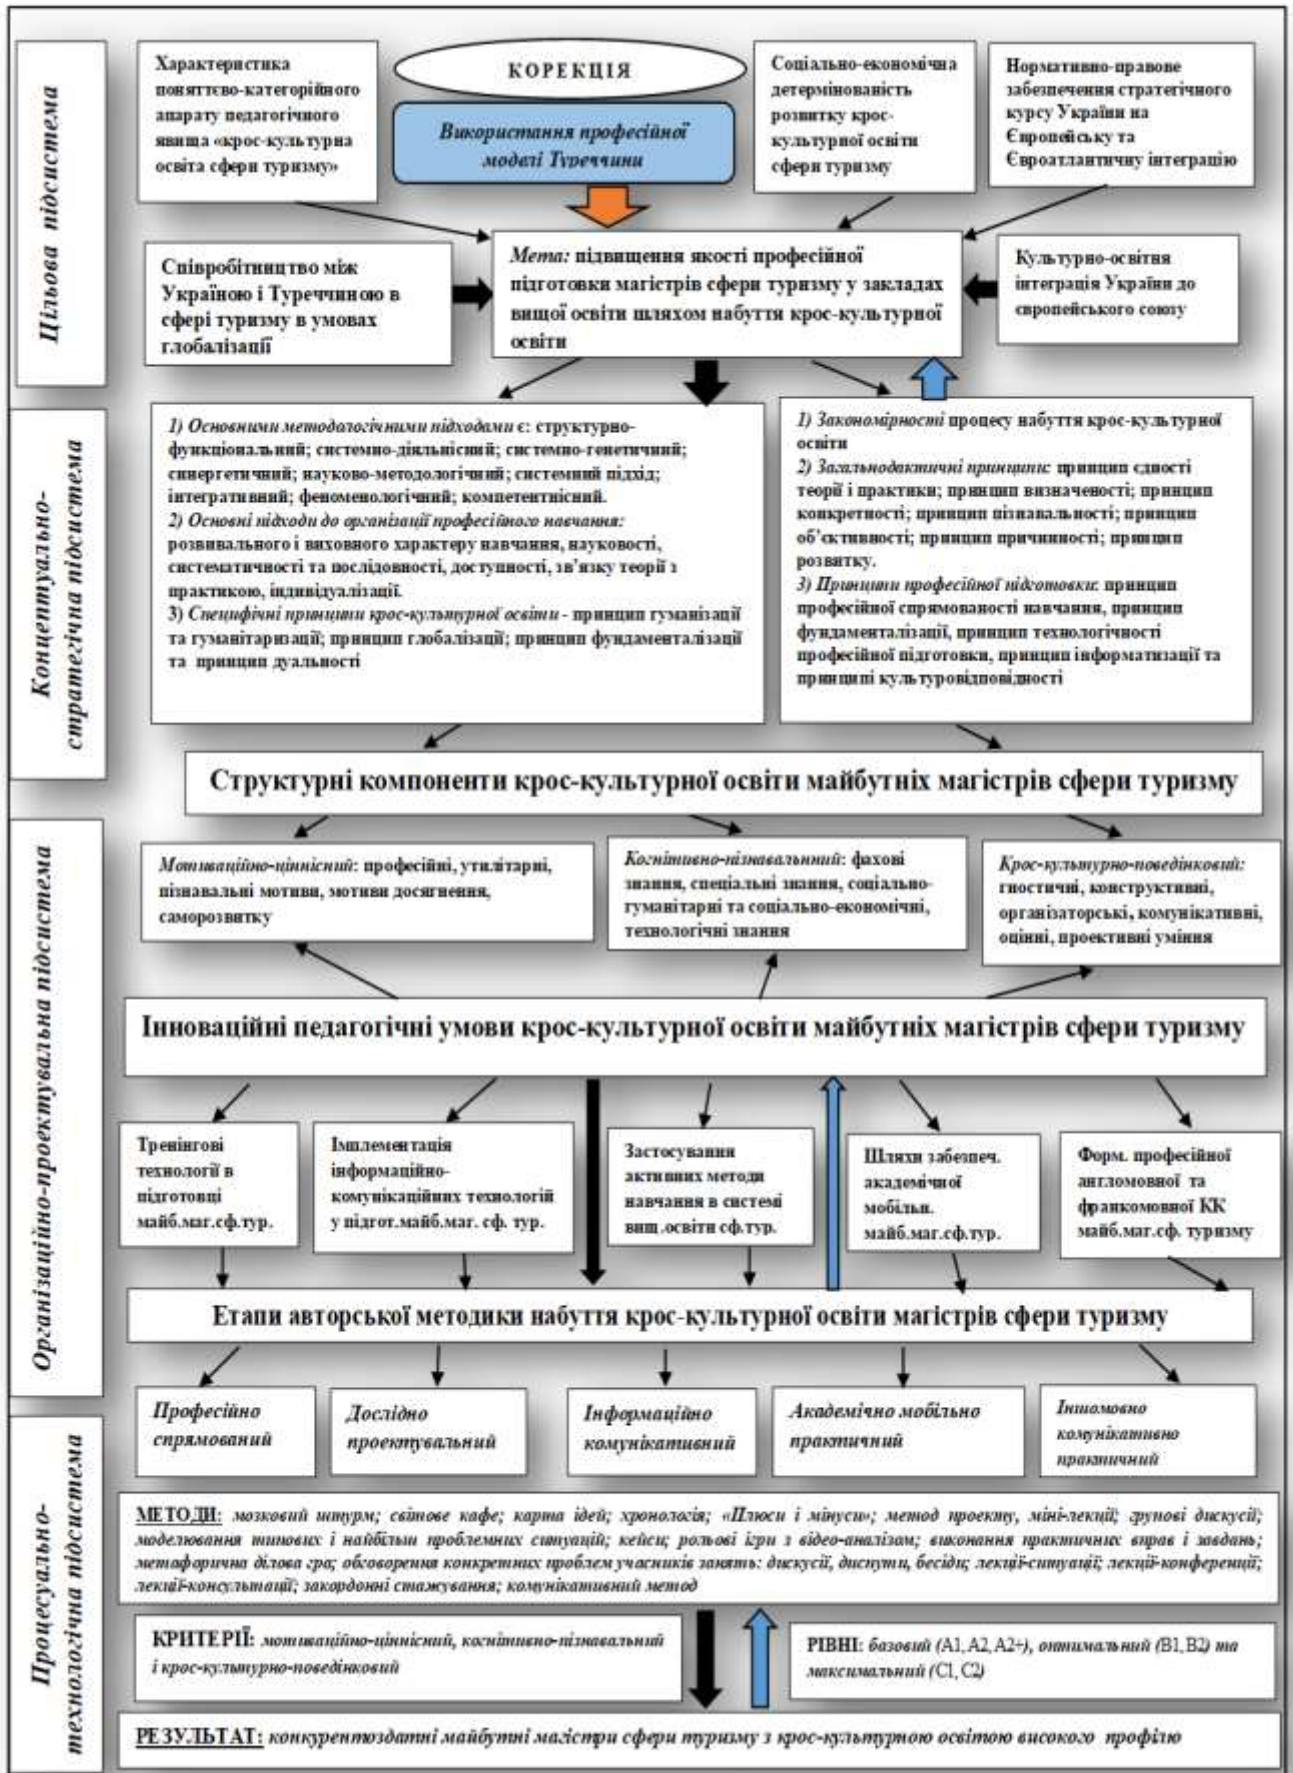 Цільова підсистема
Характеристика
поняттєво-категорійного
апарату педагогічного
явища «крос-культурна
освіта сфери туризму»
КОРЕКЦІЯ
Використання професійної
моделі Туреччини
Соціально-економічна
детермінованість
розвитку крос-
культурної освіти
сфери туризму
Нормативно-правове
забезпечення стратегічного
курсу України на
Європейську та
Євроатлантичну інтеграцію
Співробітництво між
Україною і Туреччиною в
сфері туризму в умовах
глобалізації
Мета: підвищення якості професійної
підготовки магістрів сфери туризму у закладах
вищої освіти шляхом набуття крос-культурної
освіти
Культурно-освітня
інтеграція України до
європейського союзу
Концептуально-
стратегічна підсистема
1) Основними методологічними підходами є: структурно-
функціональний; системно-діяльнісний; системно-генетичний;
синергетичний; науково-методологічний; системний підхід;
інтегративний; феноменологічний; компетентнісний.
2) Основні підходи до організації професійного навчання:
розвивального і виховного характеру навчання, науковості,
систематичності та послідовності, доступності, зв’язку теорії з
практикою, індивідуалізації.
3) Специфічні принципи крос-культурної освіти - принцип гуманізації
та гуманітаризації; принцип глобалізації; принцип фундаменталізації
та принцип дуальності
1) Закономірності процесу набуття крос-культурної
освіти
2) Загальнодактичні принципи: принцип єдності
теорії і практики; принцип визначеності; принцип
конкретності; принцип пізнавальності; принцип
об’єктивності; принцип причинності; принцип
розвитку.
3) Принципи професійної підготовки: принцип
професійної спрямованості навчання, принцип
фундаменталізації, принцип технологічності
професійної підготовки, принцип інформатизації та
принципі культуровідповідності
Структурні компоненти крос-культурної освіти майбутніх магістрів сфери туризму
Організаційно-проектувальна підсистема
Мотиваційно-ціннісний: професійні, утилітарні,
пізнавальні мотиви, мотиви досягнення,
саморозвитку
Когнитивно-пізнавальнний: фахові
знання, спеціальні знання, соціально-
гуманітарні та соціально-економічні,
технологічні знання
Крос-культурно-поведінковий:
гностичні, конструктивні,
організаторські, комунікативні,
оцінні, проективні уміння
Інноваційні педагогічні умови крос-культурної освіти майбутніх магістрів сфери туризму
Тренінгові
технології в
підготовці
майб.маг.сф.тур.
Імплементація
інформаційно-
комунікаційних технологій
у підгот.майб.маг. сф. тур.
Застосування
активних методи
навчання в системі
вищ.освіти сф.тур.
Шляхи забезпеч.
академічної
мобільн.
майб.маг.сф.тур.
Форм. професійної
англомовної та
франкомовної КК
майб.маг.сф. туризму
Етапи авторської методики набуття крос-культурної освіти магістрів сфери туризму
Професійно
спрямований
Дослідно
проектувальний
Інформаційно
комунікативний
Академічно мобільно
практичний
Іншомовно
комунікативно
практичний
Процесуально-
технологічна підсистема
МЕТОДИ: мозковий штурм; світове кафе; карта ідей; хронологія; «Плюси і мінуси»; метод проекту, міні-лекції; групові дискусії;
моделювання типових і найбільш проблемних ситуацій; кейси; рольові ігри з відео-аналізом; виконання практичних вправ і завдань;
метафорична ділова гра; обговорення конкретних проблем учасників занять: дискусії, диспути, бесіди; лекції-ситуації; лекції-конференції;
лекції-консультації; закордонні стажування; комунікативний метод
КРИТЕРІЇ: мотиваційно-ціннісний, когнітивно-пізнавальний
і крос-культурно-поведінковий
РІВНІ: базовий (А1, А2, А2+), оптимальний (В1, В2) та
максимальний (С1, С2)
РЕЗУЛЬТАТ: конкурентоздатні майбутні магістри сфери туризму з крос-культурною освітою високого профілю